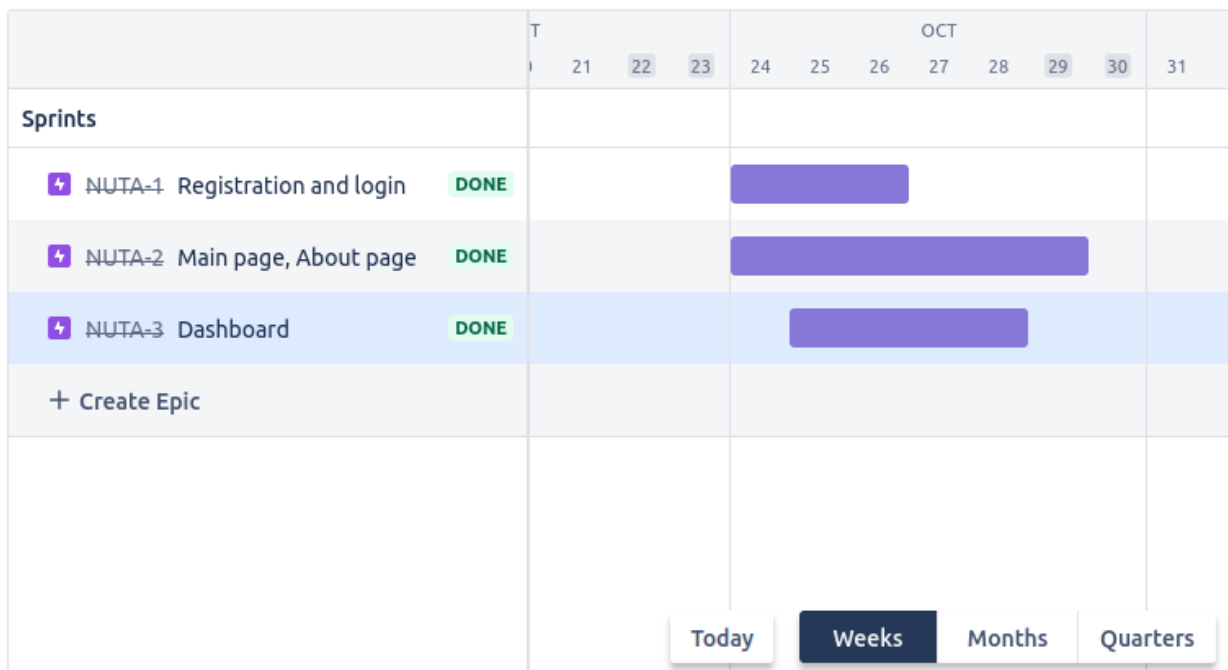 T OCT
21 22 23 24 25 26 27 28 29 30 31
Sprints
NUTA-1 Registration and login DONE
NUTA-2 Main page, About page DONE
NUTA-3 Dashboard DONE
+ Create Epic
Today Weeks Months Quarters